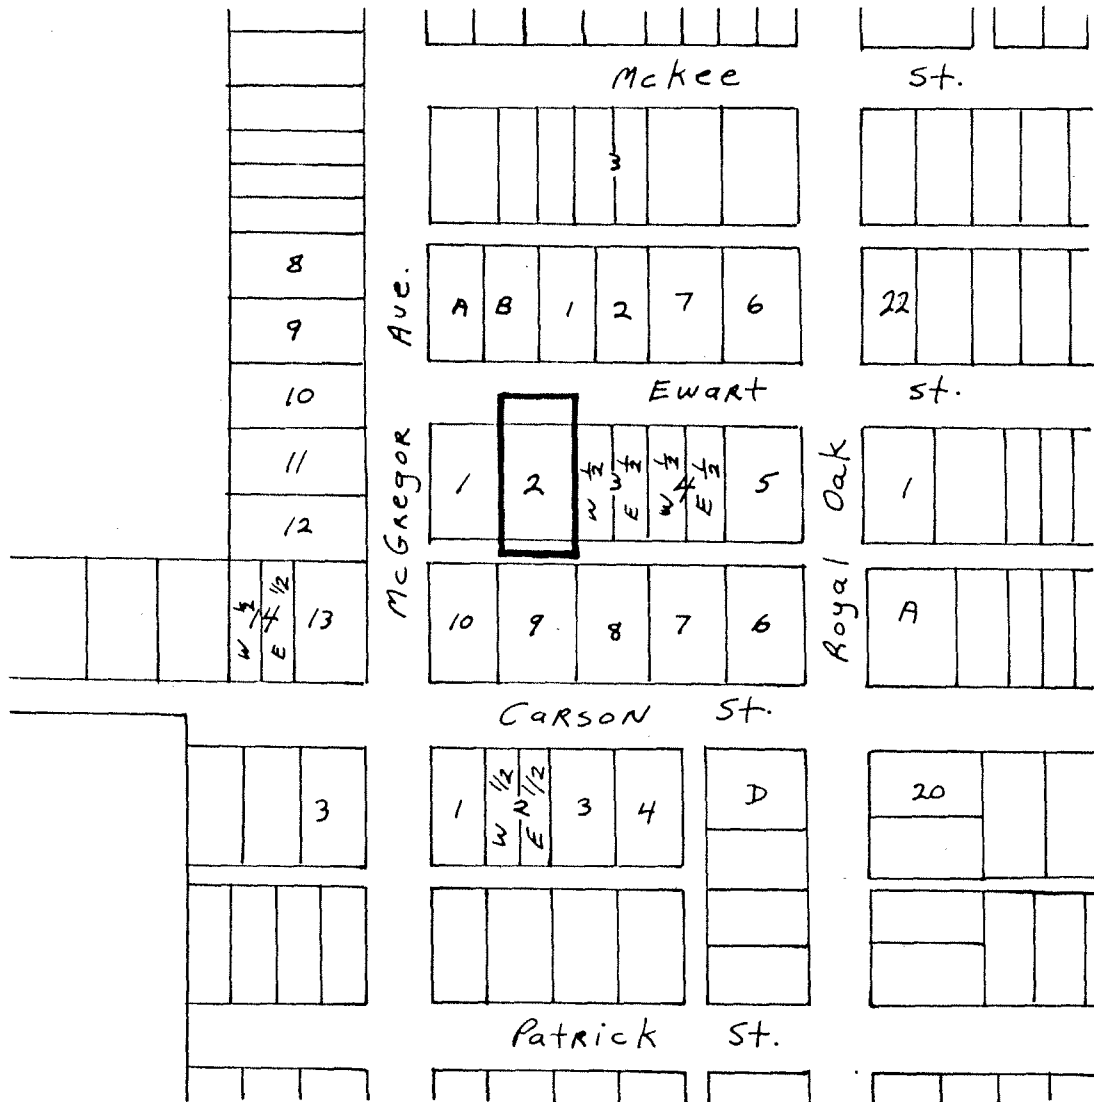 McKee St.
3
8
A B 1 2 7 6 22
9
McGregor Ave.
10
Ewart St.
11
1 2 W 1/2 3 E 1/2 W 1/2 4 E 1/2 5 1
12
Royal Oak
W 1/2 14 E 1/2 13
10 9 8 7 6 A
Carson St.
3 1 W 1/2 2 E 1/2 3 4 D 20
Patrick St.